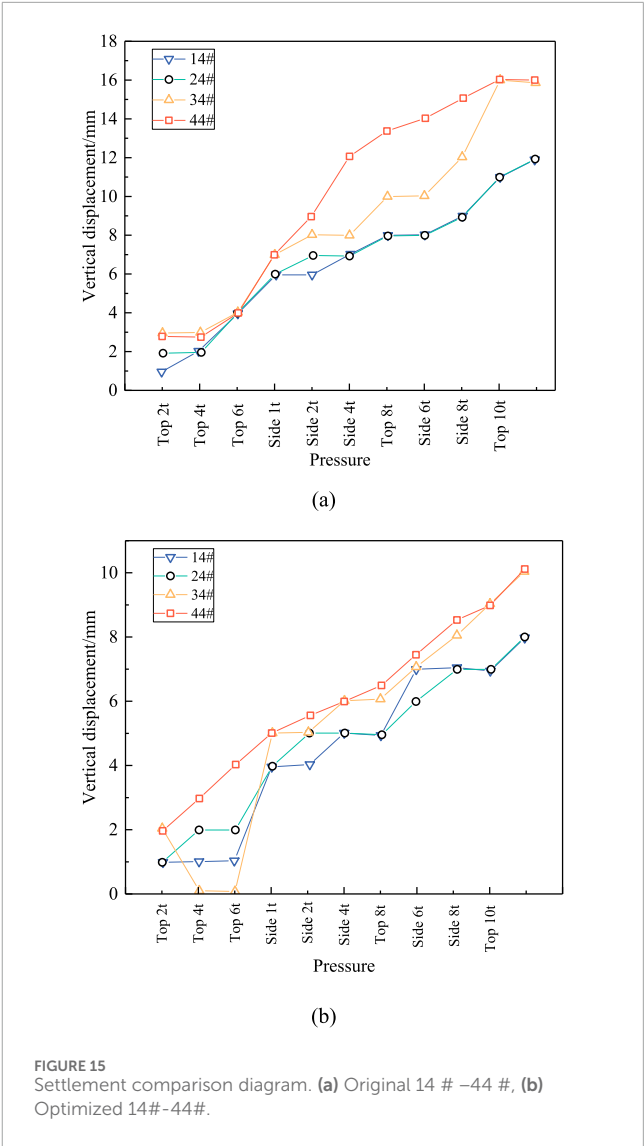 18
16
14
12
10
8
6
4
2
0
Vertical displacement/mm
14#
24#
34#
44#
Top 2t
Top 4t
Top 6t
Side 1t
Side 2t
Side 4t
Top 8t
Side 6t
Side 8t
Top 10t
Pressure
(a)
10
8
6
4
2
0
Vertical displacement/mm
14#
24#
34#
44#
Top 2t
Top 4t
Top 6t
Side 1t
Side 2t
Side 4t
Top 8t
Side 6t
Side 8t
Top 10t
Pressure
(b)
FIGURE 15
Settlement comparison diagram. (a) Original 14 # –44 #, (b)
Optimized 14#-44#.